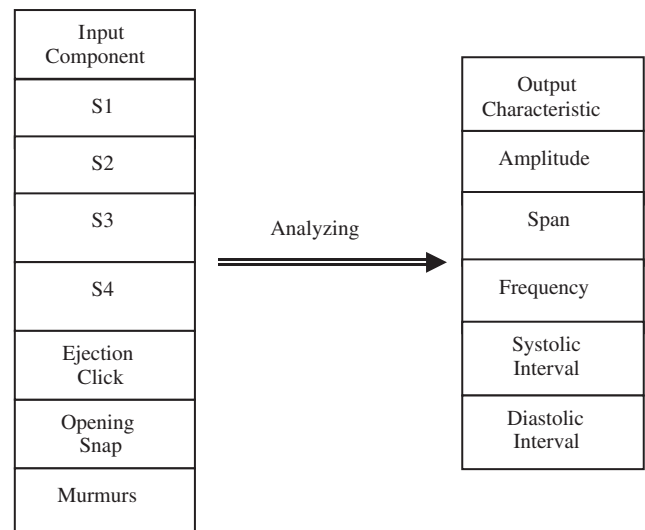 Input
Component
S1
S2
S3
S4
Ejection
Click
Opening
Snap
Murmurs
Analyzing
Output
Characteristic
Amplitude
Span
Frequency
Systolic
Interval
Diastolic
Interval